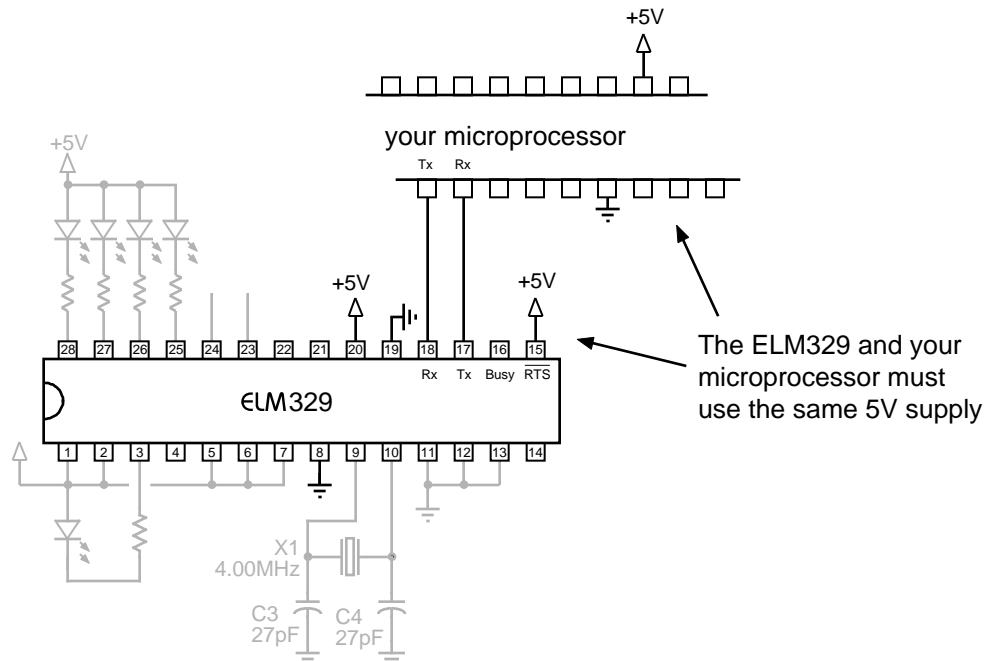 +5V
your microprocessor
Tx Rx
+5V
+5V
+5V
28 27 26 25 24 23 22 21 20 19 18 17 16 15
Rx Tx Busy RTS
The ELM329 and your
microprocessor must
use the same 5V supply
ELM329
1 2 3 4 5 6 7 8 9 10 11 12 13 14
X1
4.00MHz
C3
27pF
C4
27pF